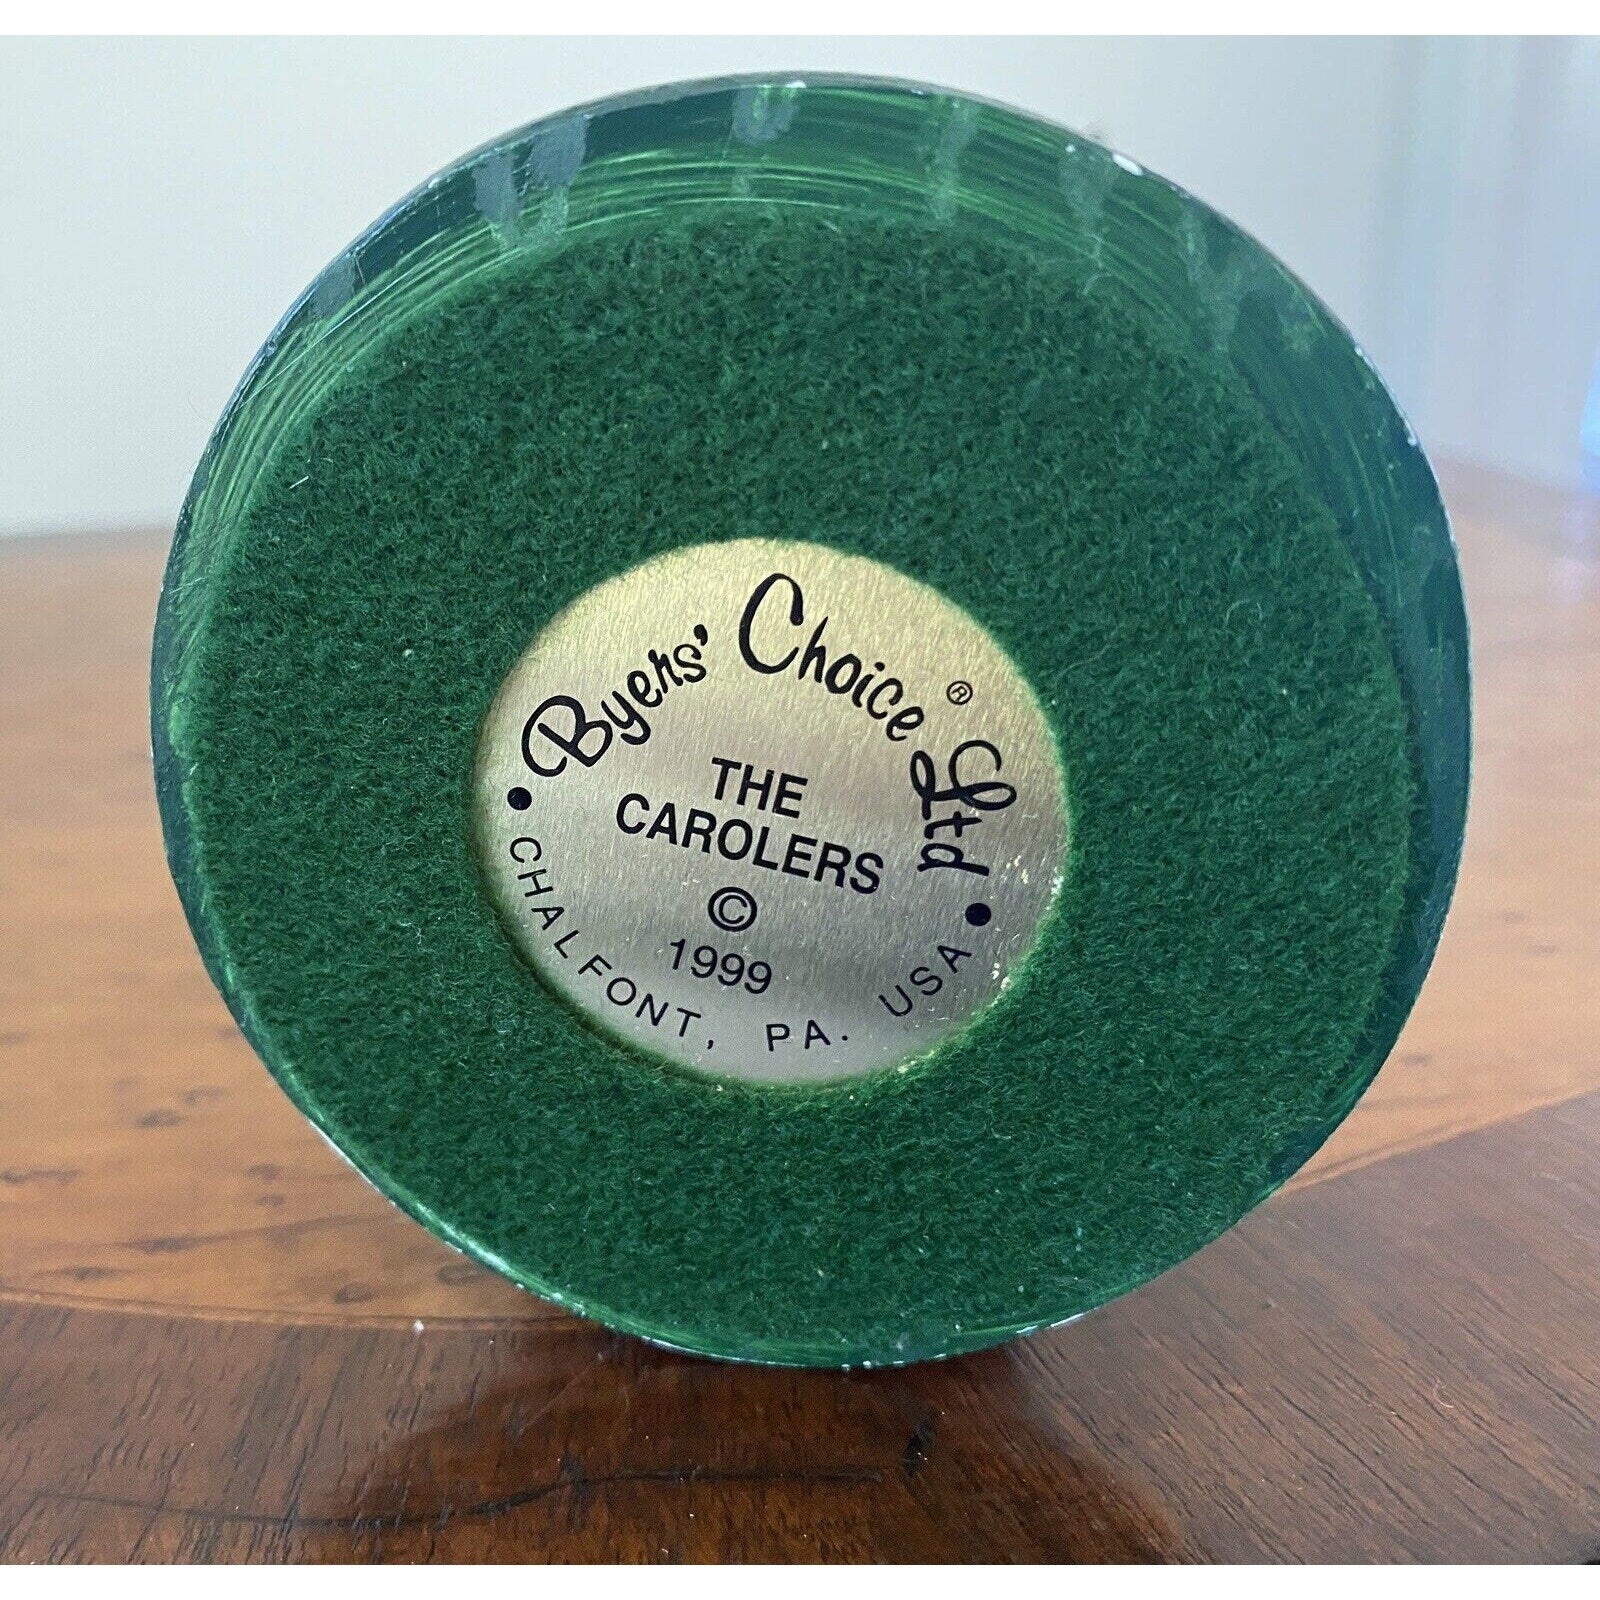 Byers' Choice® Ltd
THE
CAROLERS
©
1999
• CHALFONT, PA. USA •